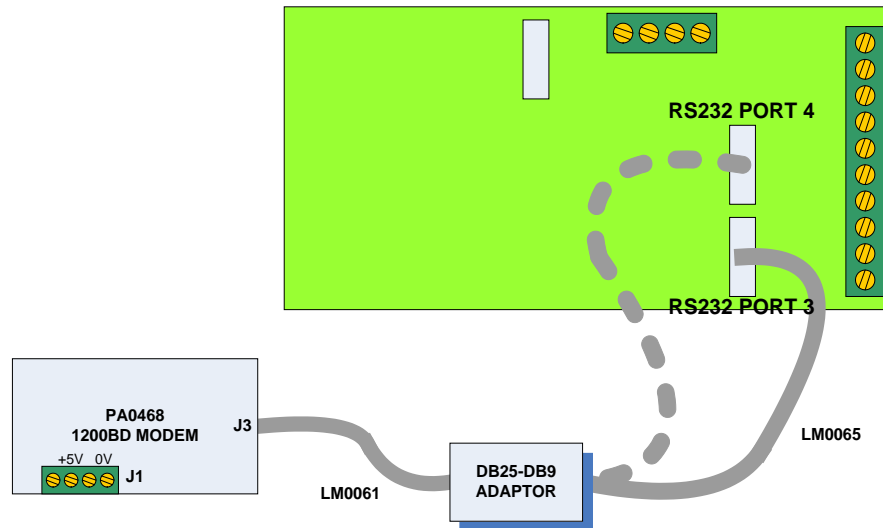 RS232 PORT 4
RS232 PORT 3
PA0468
1200BD MODEM
J3
+5V 0V
J1
LM0061
DB25-DB9
ADAPTOR
LM0065